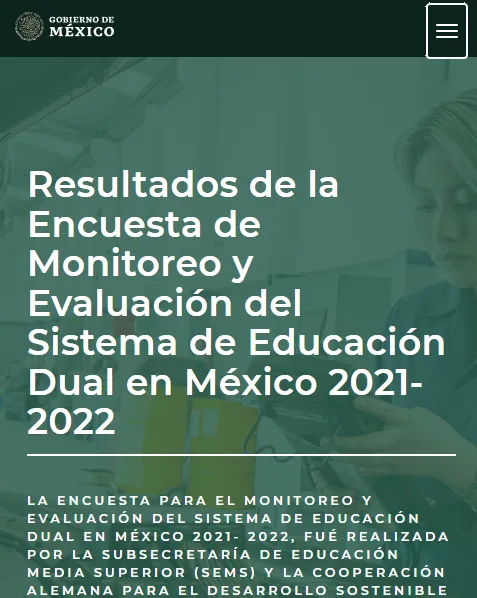 GOBIERNO DE
MÉXICO
Resultados de la
Encuesta de
Monitoreo y
Evaluación del
Sistema de Educación
Dual en México 2021-
2022
LA ENCUESTA PARA EL MONITOREO Y
EVALUACIÓN DEL SISTEMA DE EDUCACIÓN
DUAL EN MÉXICO 2021- 2022, FUÉ REALIZADA
POR LA SUBSECRETARÍA DE EDUCACIÓN
MEDIA SUPERIOR (SEMS) Y LA COOPERACIÓN
ALEMANA PARA EL DESARROLLO SOSTENIBLE